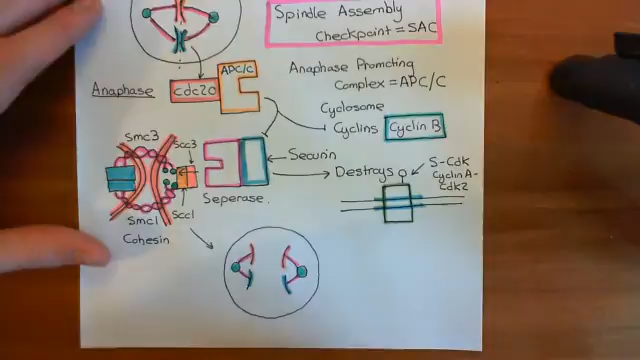 Spindle Assembly
Checkpoint = SAC
Anaphase
cdc20
APC/C
Anaphase Promoting
Complex = APC/C
Cyclosome
Cyclins
Cyclin B
Smc3
Scc3
Smc1
Scc1
Cohesin
Seperase.
Securin
Destroys
S-Cdk
Cyclin A-
Cdk2